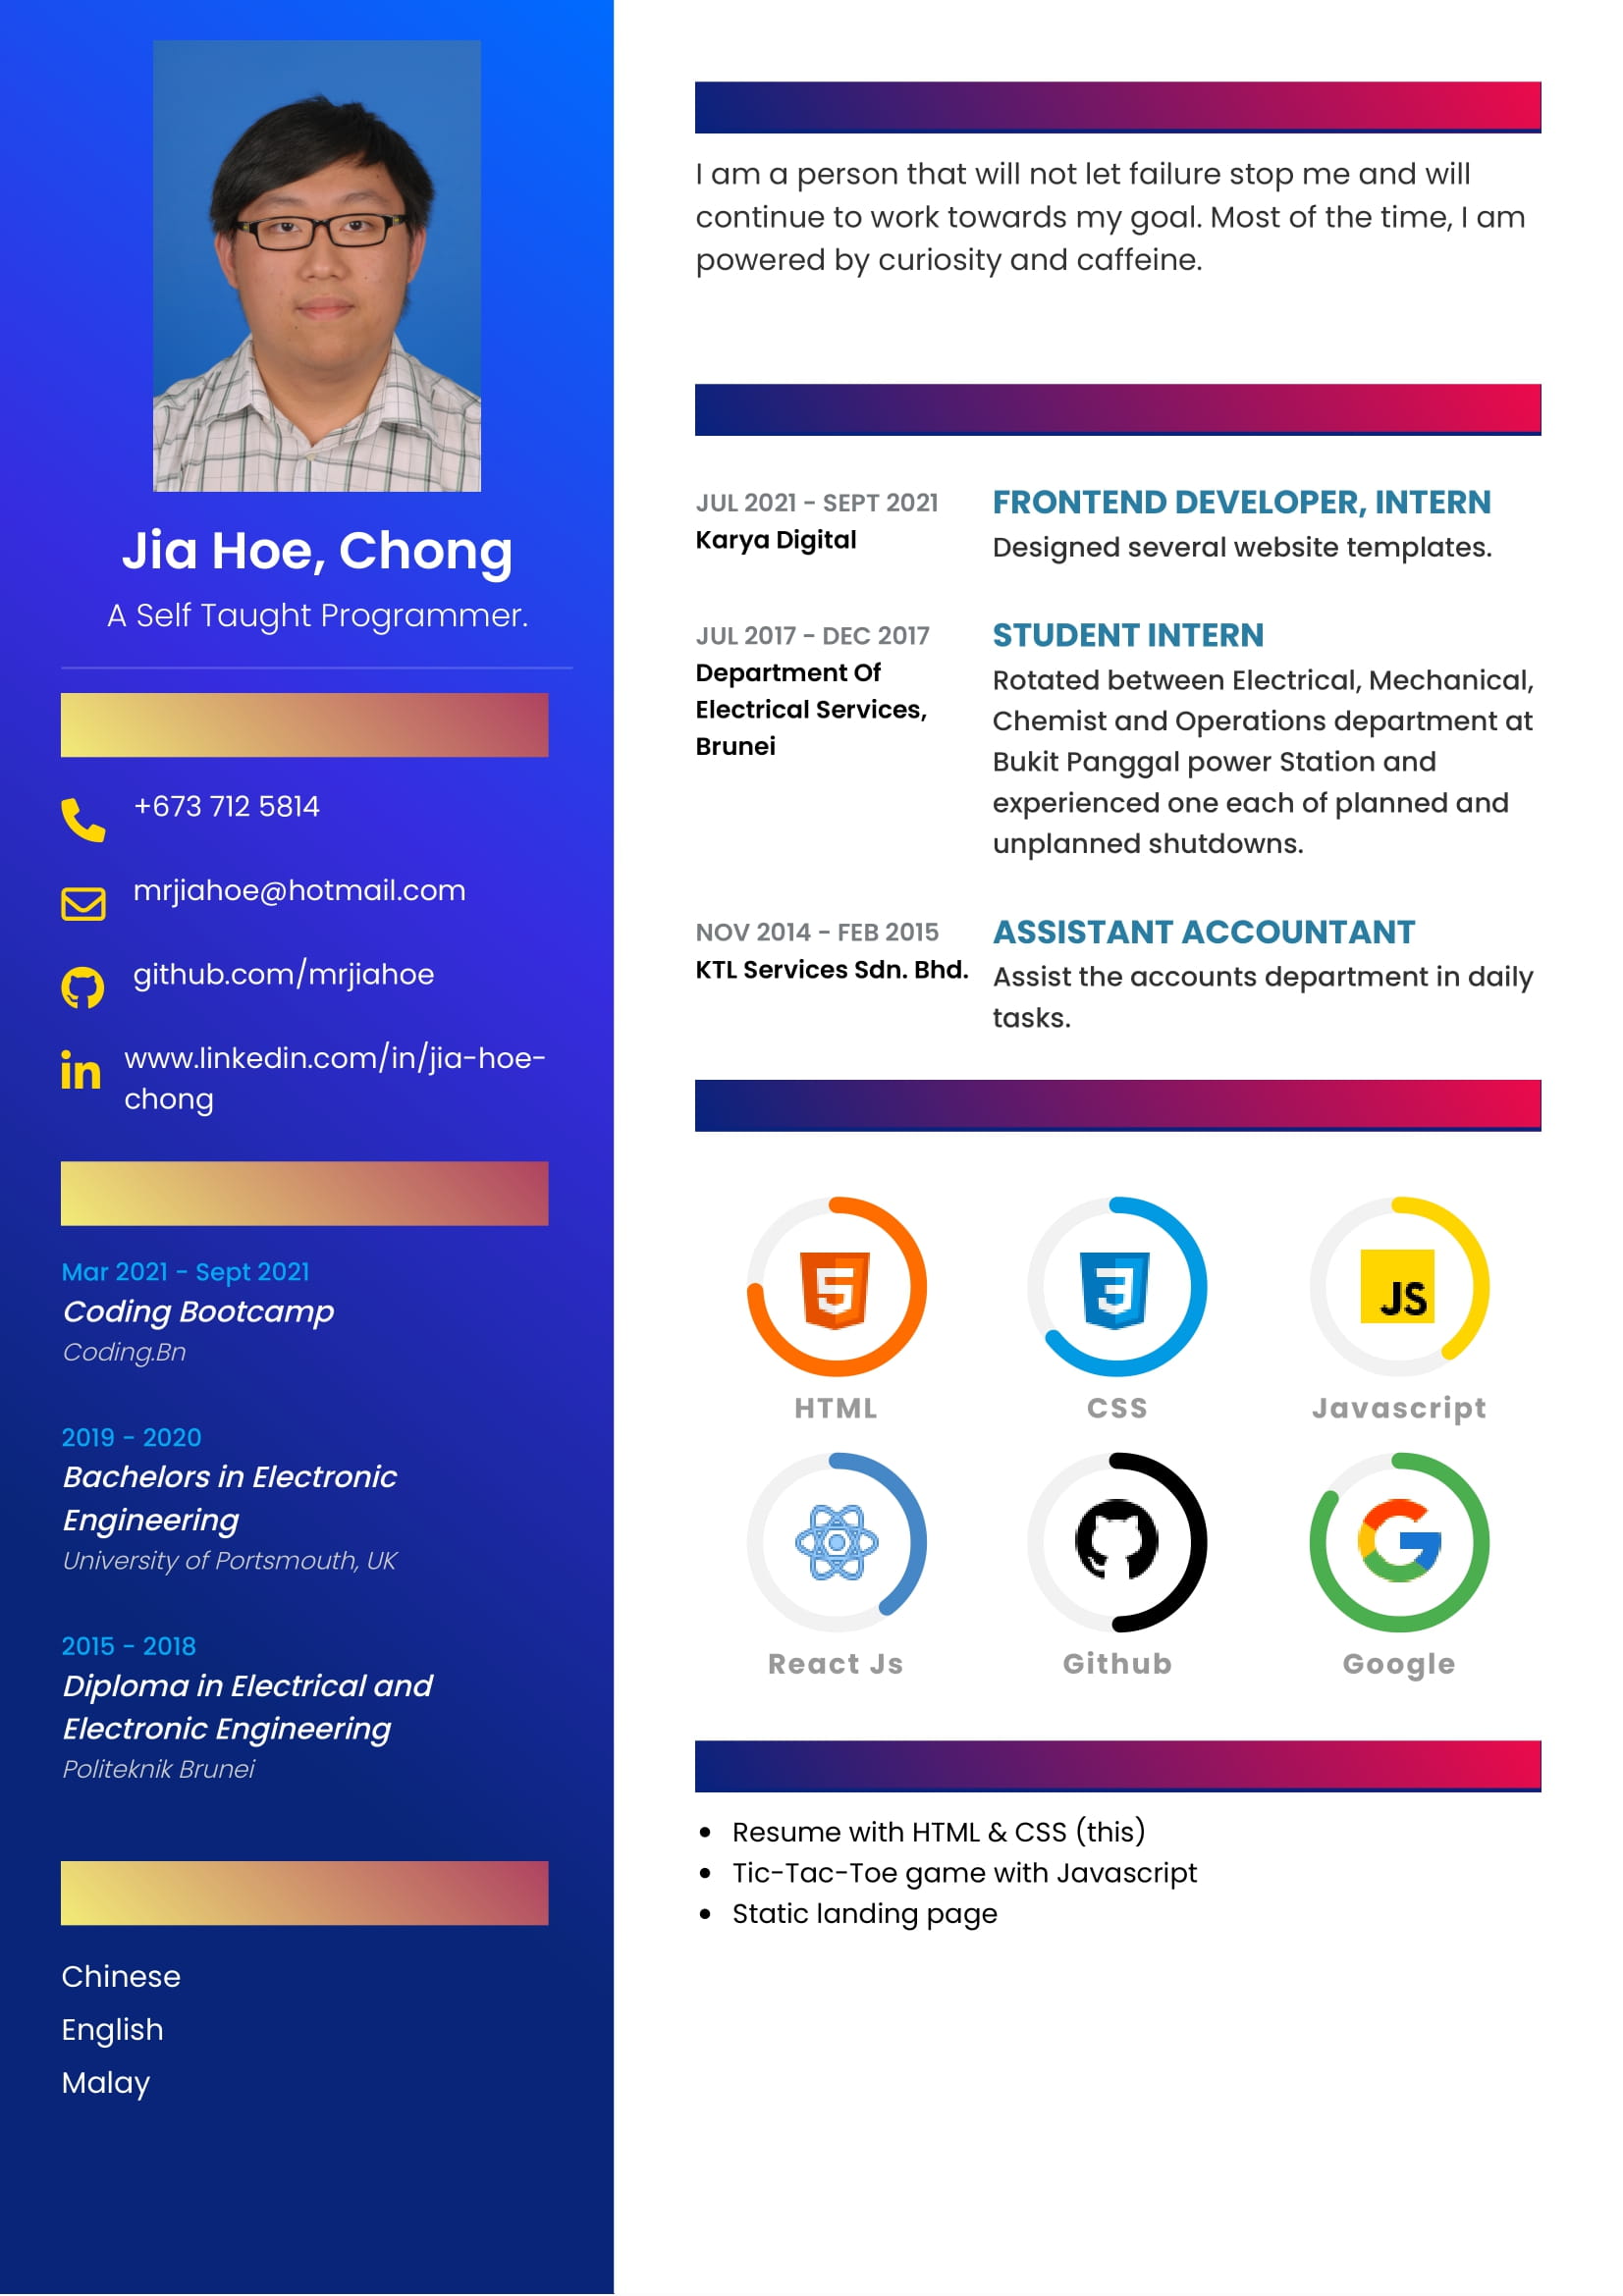 Jia Hoe, Chong
A Self Taught Programmer.
+673 712 5814
mrjiahoe@hotmail.com
github.com/mrjiahoe
in www.linkedin.com/in/jia-hoe-
chong
Mar 2021 - Sept 2021
Coding Bootcamp
Coding.Bn
2019 - 2020
Bachelors in Electronic
Engineering
University of Portsmouth, UK
2015 - 2018
Diploma in Electrical and
Electronic Engineering
Politeknik Brunei
Chinese
English
Malay
I am a person that will not let failure stop me and will
continue to work towards my goal. Most of the time, I am
powered by curiosity and caffeine.
JUL 2021 - SEPT 2021
Karya Digital
FRONTEND DEVELOPER, INTERN
Designed several website templates.
JUL 2017 - DEC 2017
Department Of
Electrical Services,
Brunei
STUDENT INTERN
Rotated between Electrical, Mechanical,
Chemist and Operations department at
Bukit Panggal power Station and
experienced one each of planned and
unplanned shutdowns.
NOV 2014 - FEB 2015
KTL Services Sdn. Bhd.
ASSISTANT ACCOUNTANT
Assist the accounts department in daily
tasks.
5 3 JS
HTML CSS Javascript
G
React Js Github Google
• Resume with HTML & CSS (this)
• Tic-Tac-Toe game with Javascript
• Static landing page